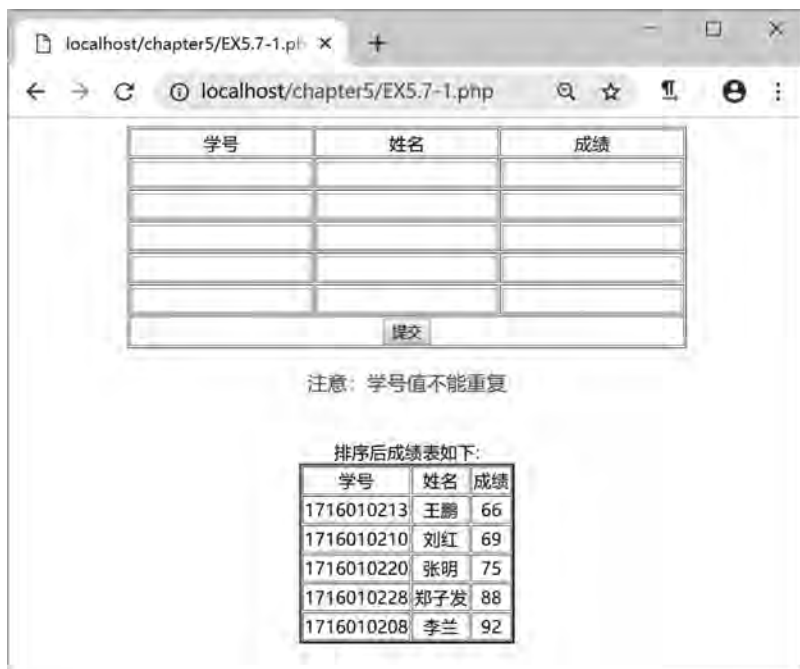 localhost/chapter5/EX5.7-1.ph
localhost/chapter5/EX5.7-1.php
学号 姓名 成绩
提交
注意：学号值不能重复
排序后成绩表如下:
学号 姓名 成绩
1716010213 王鹏 66
1716010210 刘红 69
1716010220 张明 75
1716010228 郑子发 88
1716010208 李兰 92